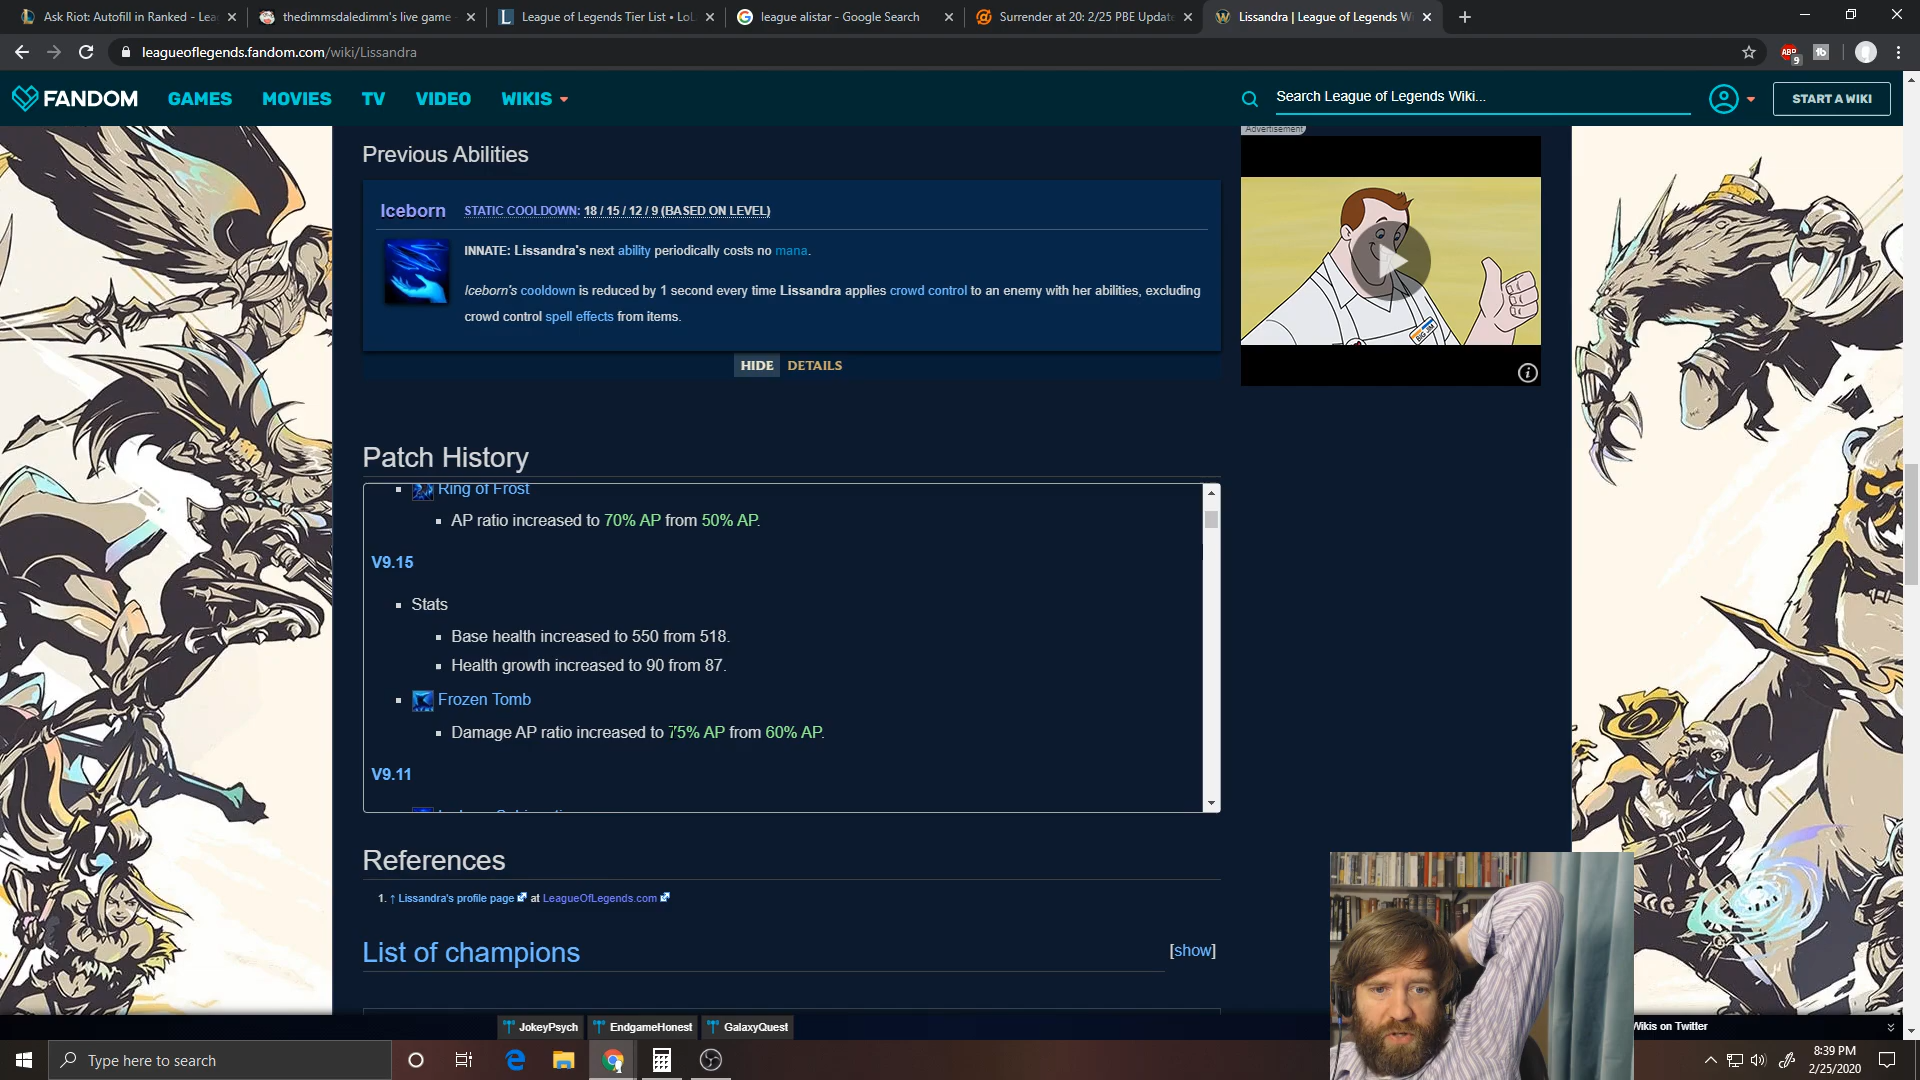 Ask Riot: Autofill in Ranked - Lea
thedimmsdaledimm's live game -
League of Legends Tier List • LoL
league alistar - Google Search
Surrender at 20: 2/25 PBE Update
Lissandra | League of Legends W
leagueoflegends.fandom.com/wiki/Lissandra
ABP
9
FANDOM
GAMES
MOVIES
TV
VIDEO
WIKIS
Search League of Legends Wiki...
START A WIKI
Previous Abilities
Advertisement
Iceborn
STATIC COOLDOWN: 18 / 15 / 12 / 9 (BASED ON LEVEL)
INNATE: Lissandra's next ability periodically costs no mana.
Iceborn's cooldown is reduced by 1 second every time Lissandra applies crowd control to an enemy with her abilities, excluding
crowd control spell effects from items.
BIG JIM
HIDE DETAILS
Patch History
Ring of Frost
AP ratio increased to 70% AP from 50% AP.
V9.15
Stats
Base health increased to 550 from 518.
Health growth increased to 90 from 87.
Frozen Tomb
Damage AP ratio increased to 75% AP from 60% AP.
V9.11
References
1. ↑ Lissandra's profile page at LeagueOfLegends.com
List of champions
[show]
JokeyPsych
EndgameHonest
GalaxyQuest
Wikis on Twitter
Type here to search
8:39 PM
2/25/2020